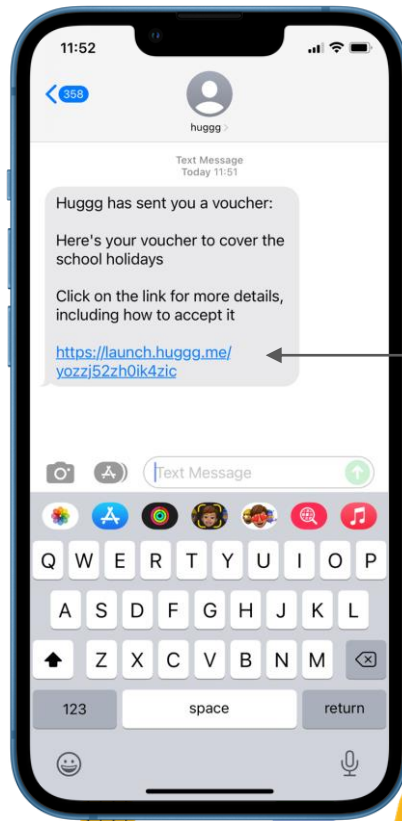 11:52
358
huggg
Text Message
Today 11:51
Huggg has sent you a voucher:
Here's your voucher to cover the
school holidays
Click on the link for more details,
including how to accept it
https://launch.huggg.me/
yozzj52zh0ik4zic
Text Message
Q W E R T Y U I O P
A S D F G H J K L
Z X C V B N M
123 space return